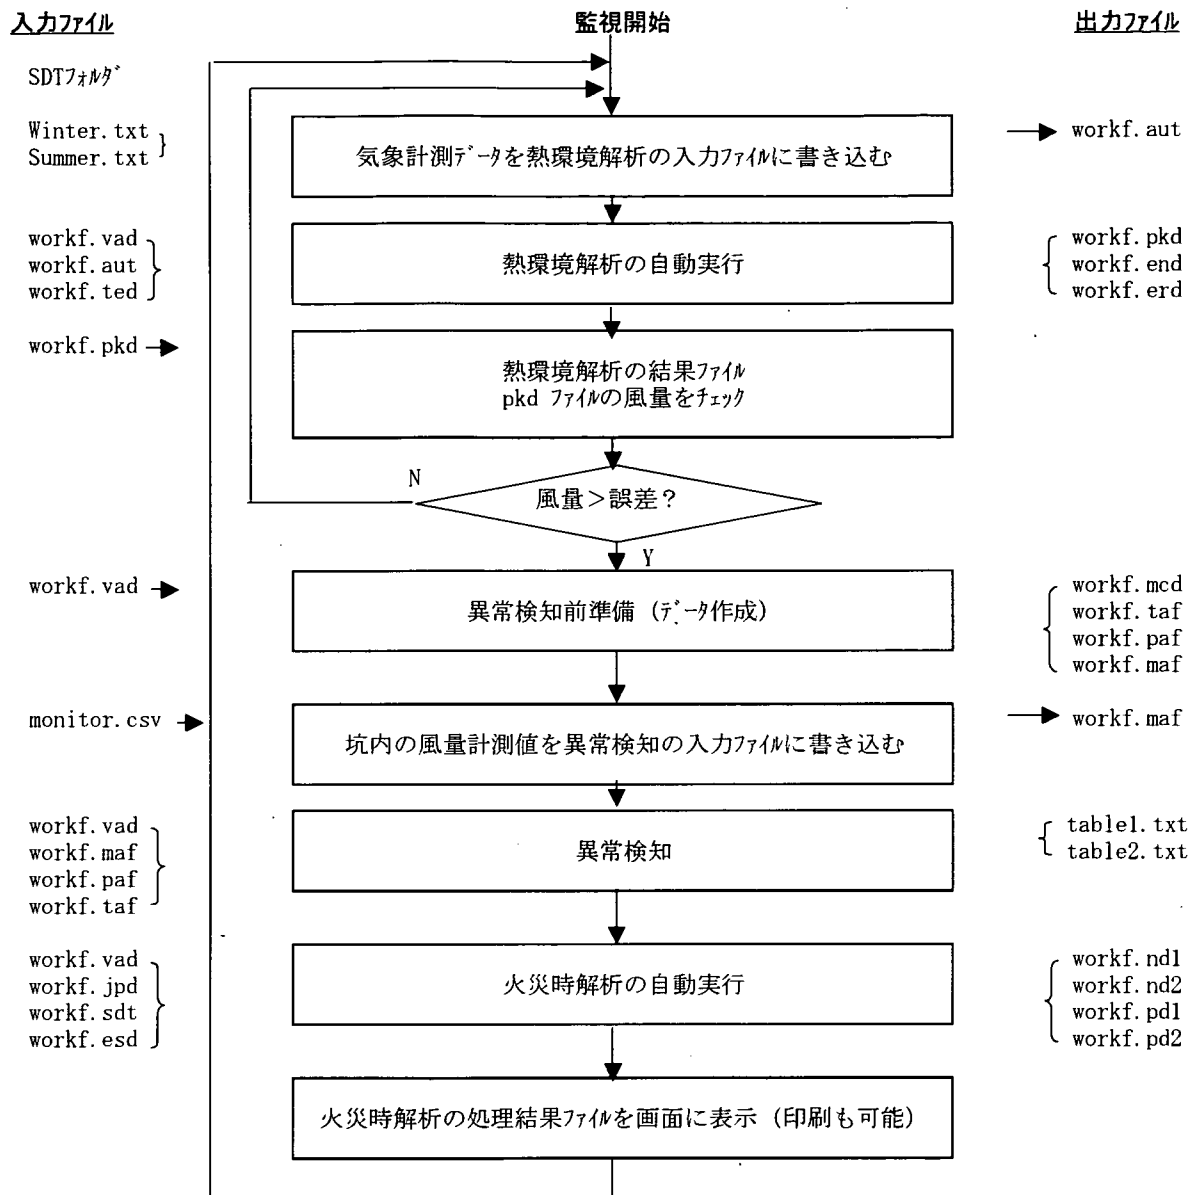 入力ファイル
監視開始
出力ファイル
SDTフォルダ
Winter.txt
Summer.txt
気象計測データを熱環境解析の入力ファイルに書き込む
workf.aut
workf.vad
workf.aut
workf.ted
熱環境解析の自動実行
workf.pkd
workf.end
workf.erd
workf.pkd
熱環境解析の結果ファイル
pkd ファイルの風量をチェック
N
風量>誤差?
Y
workf.vad
異常検知前準備 (データ作成)
workf.mcd
workf.taf
workf.paf
workf.maf
monitor.csv
坑内の風量計測値を異常検知の入力ファイルに書き込む
workf.maf
workf.vad
workf.maf
workf.paf
workf.taf
異常検知
table1.txt
table2.txt
workf.vad
workf.jpd
workf.sdt
workf.esd
火災時解析の自動実行
workf.nd1
workf.nd2
workf.pd1
workf.pd2
火災時解析の処理結果ファイルを画面に表示 (印刷も可能)